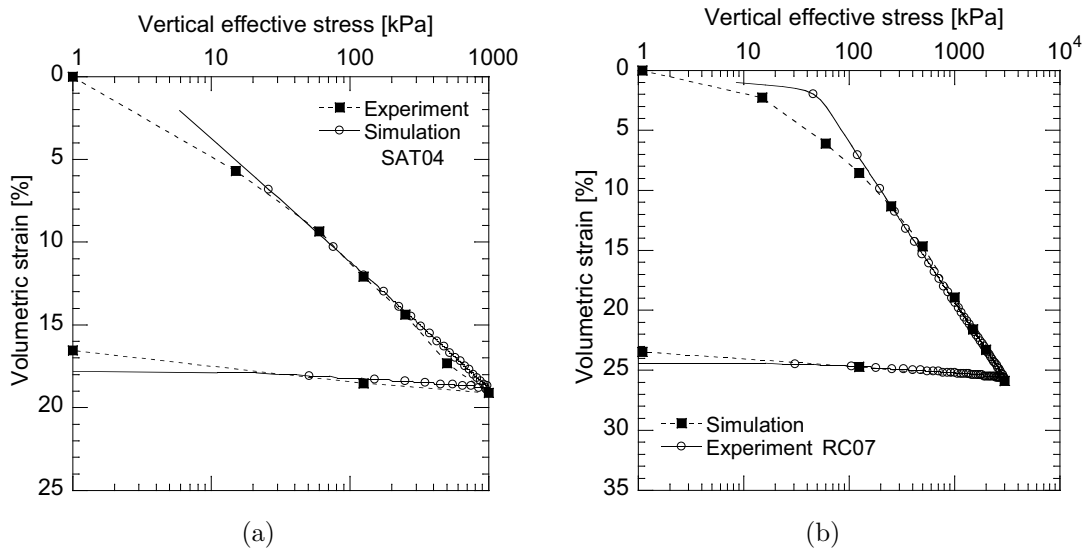 Vertical effective stress [kPa]
1 10 100 1000
0
5
10
15
20
25
Volumetric strain [%]
Experiment
Simulation
SAT04
(a)
Vertical effective stress [kPa]
1 10 100 1000 10^4
0
5
10
15
20
25
30
35
Volumetric strain [%]
Simulation
Experiment RC07
(b)